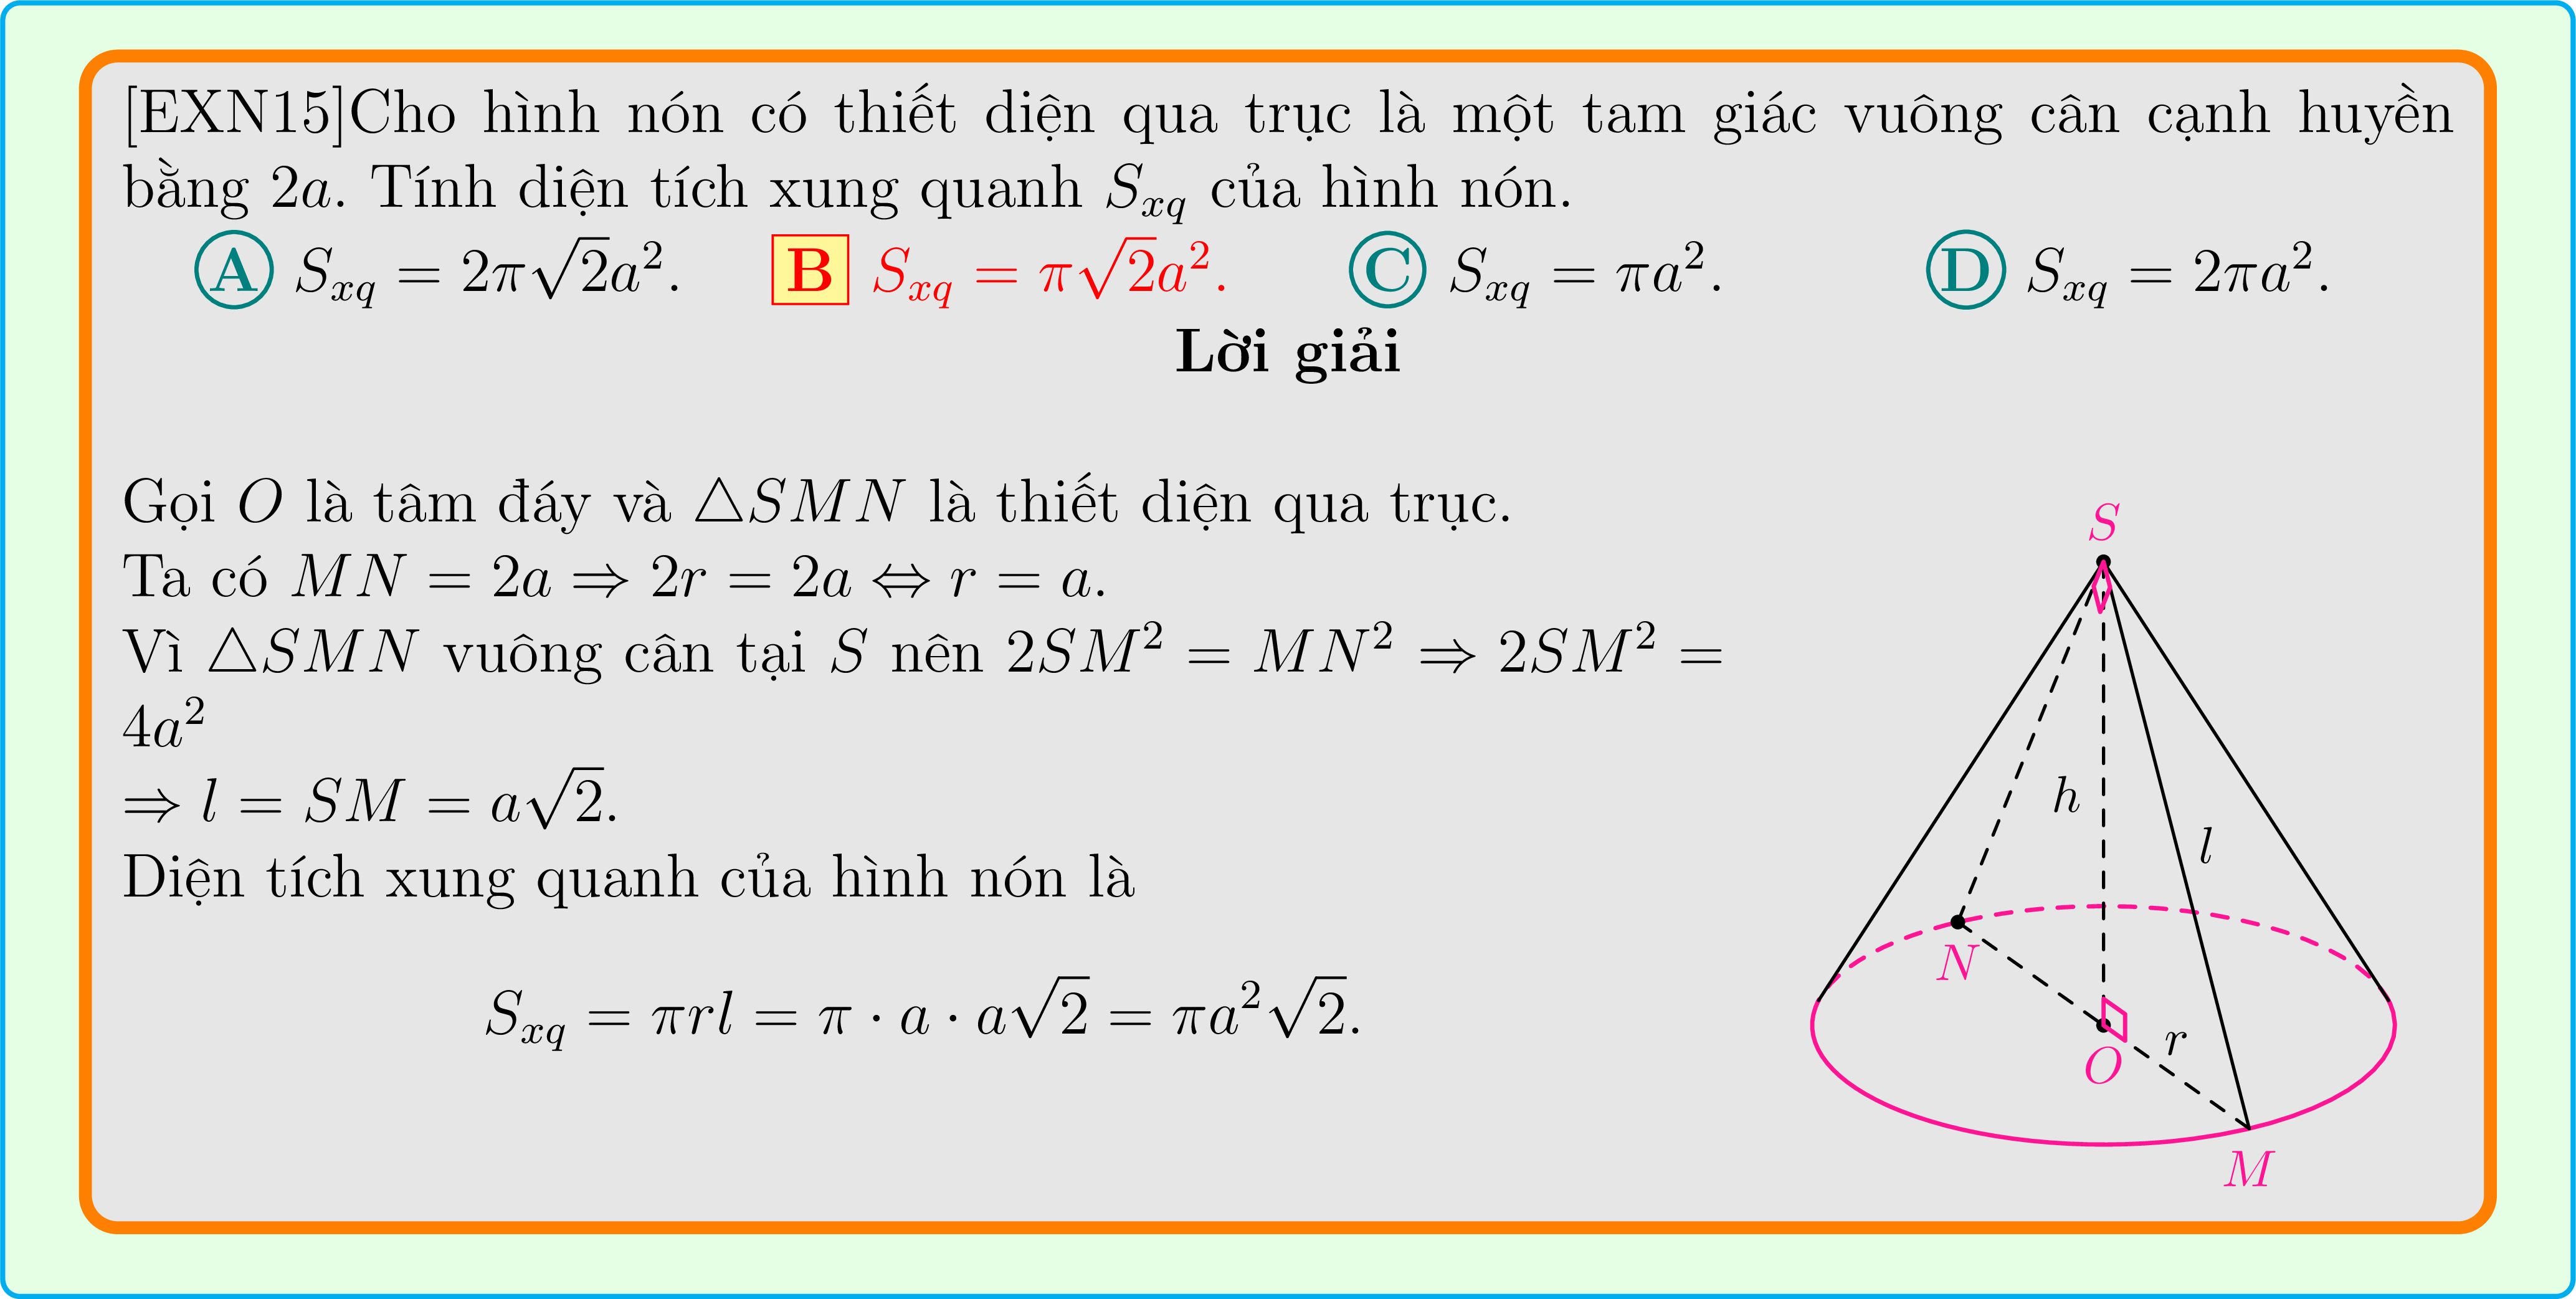 [EXN15]Cho hình nón có thiết diện qua trục là một tam giác vuông cân cạnh huyền
bằng 2a. Tính diện tích xung quanh $S_{xq}$ của hình nón.
A $S_{xq} = 2\pi\sqrt{2}a^2$. B $S_{xq} = \pi\sqrt{2}a^2$. C $S_{xq} = \pi a^2$. D $S_{xq} = 2\pi a^2$.
Lời giải
Gọi $O$ là tâm đáy và $\triangle SMN$ là thiết diện qua trục.
Ta có $MN = 2a \Rightarrow 2r = 2a \Leftrightarrow r = a$.
Vì $\triangle SMN$ vuông cân tại $S$ nên $2SM^2 = MN^2 \Rightarrow 2SM^2 =$
$4a^2$
$\Rightarrow l = SM = a\sqrt{2}$.
Diện tích xung quanh của hình nón là
$S_{xq} = \pi rl = \pi \cdot a \cdot a\sqrt{2} = \pi a^2\sqrt{2}$.
S
h
l
N
r
O
M